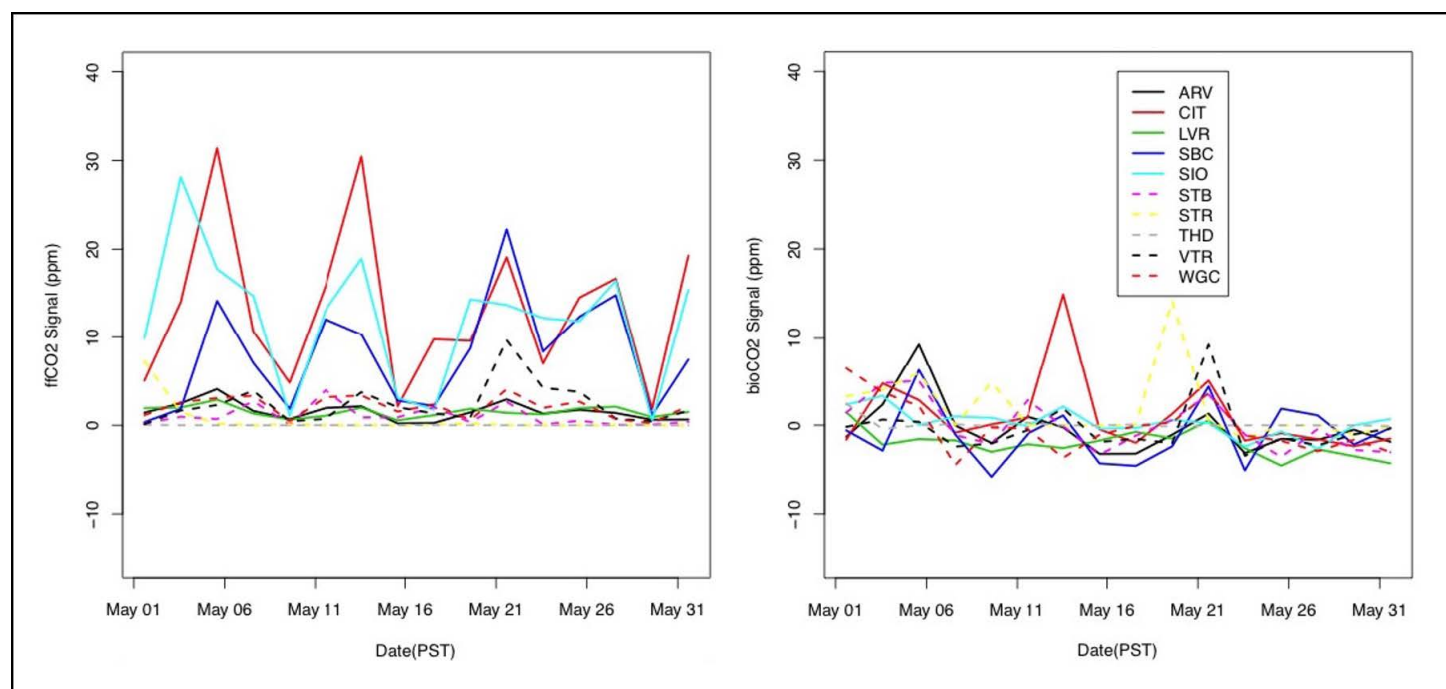 ffCO2 Signal (ppm)
40
30
20
10
0
−10
May 01 May 06 May 11 May 16 May 21 May 26 May 31
Date(PST)
bioCO2 Signal (ppm)
40
30
20
10
0
−10
ARV
CIT
LVR
SBC
SIO
STB
STR
THD
VTR
WGC
May 01 May 06 May 11 May 16 May 21 May 26 May 31
Date(PST)